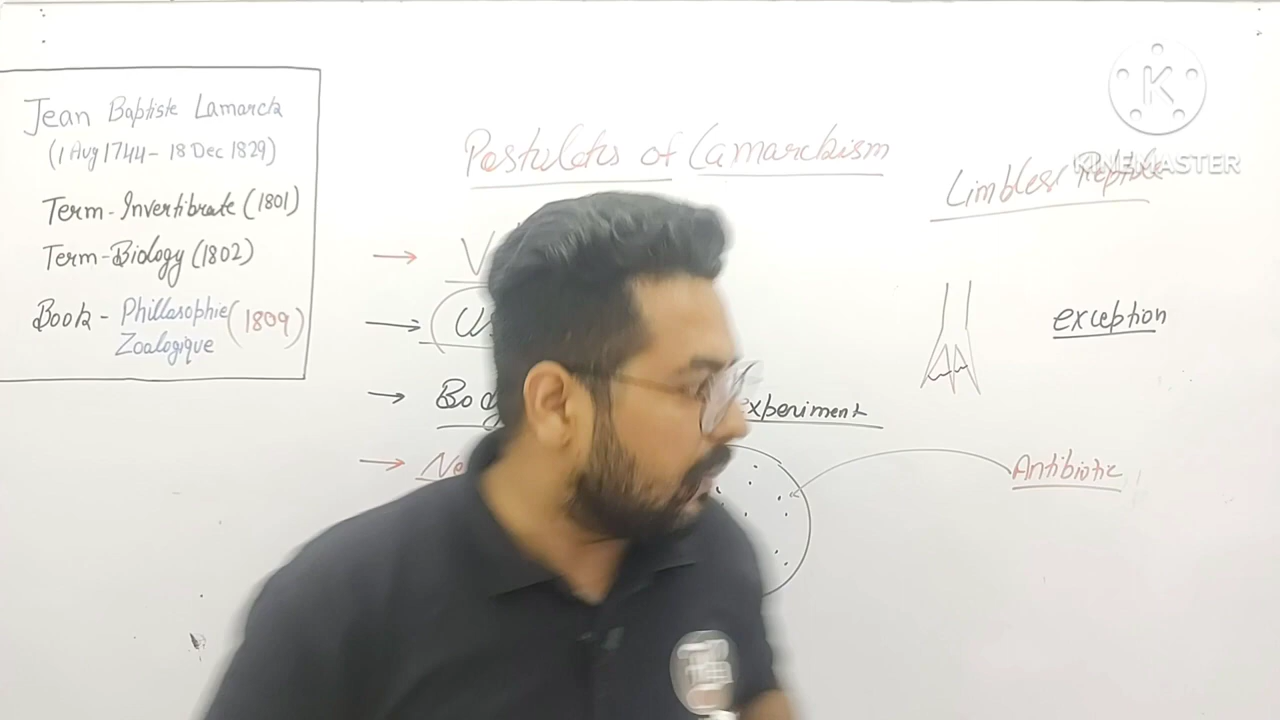 Jean Baptiste Lamarck
(1 Aug 1744 - 18 Dec 1829)
Term - Invertibrate (1801)
Term - Biology (1802)
Book - Phillosophie (1809)
Zoalogique
Postulates of Lamarckism
Limbless Reptile
KINEMASTER
exception
experiment
Antibiotic